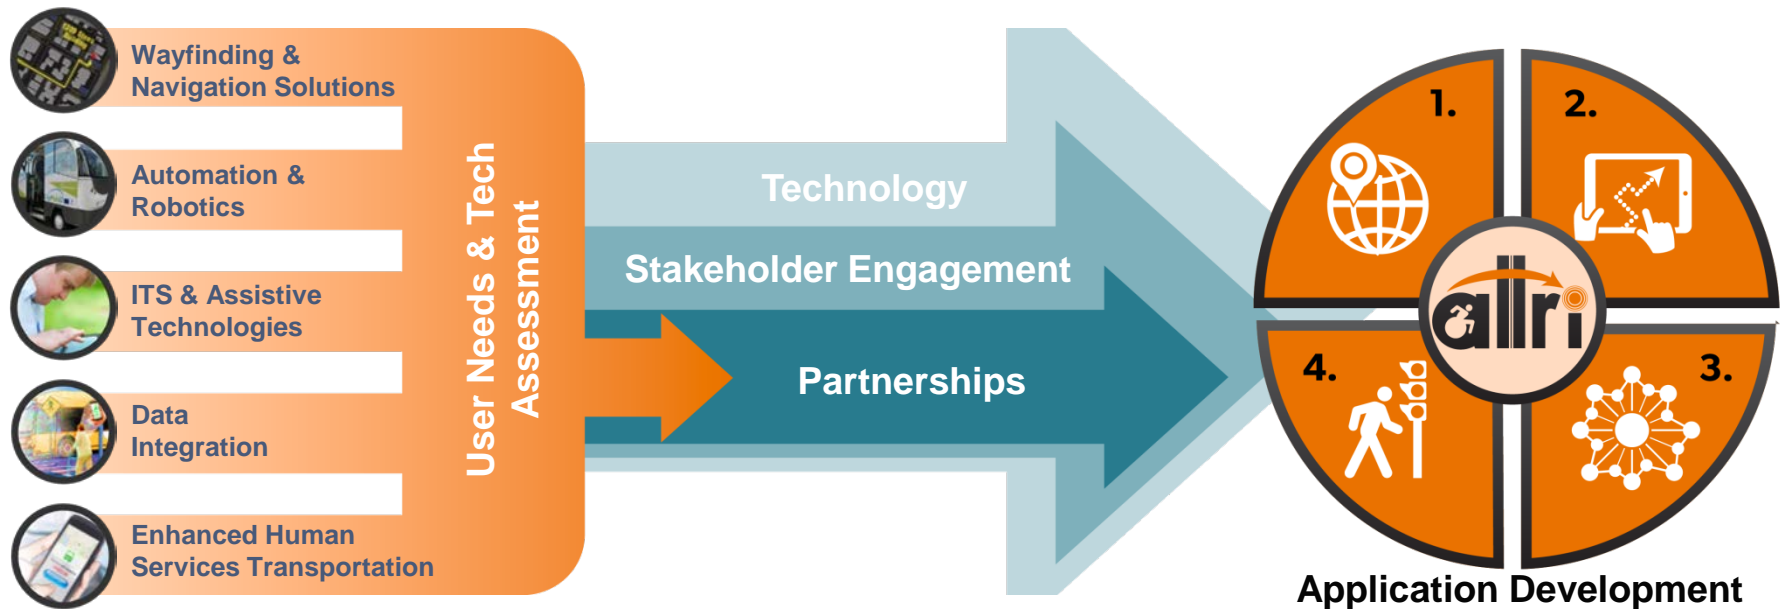 Wayfinding &
Navigation Solutions
Automation &
Robotics
ITS & Assistive
Technologies
Data
Integration
Enhanced Human
Services Transportation
User Needs & Tech
Assessment
Technology
Stakeholder Engagement
Partnerships
1.
2.
3.
4.
attri
Application Development